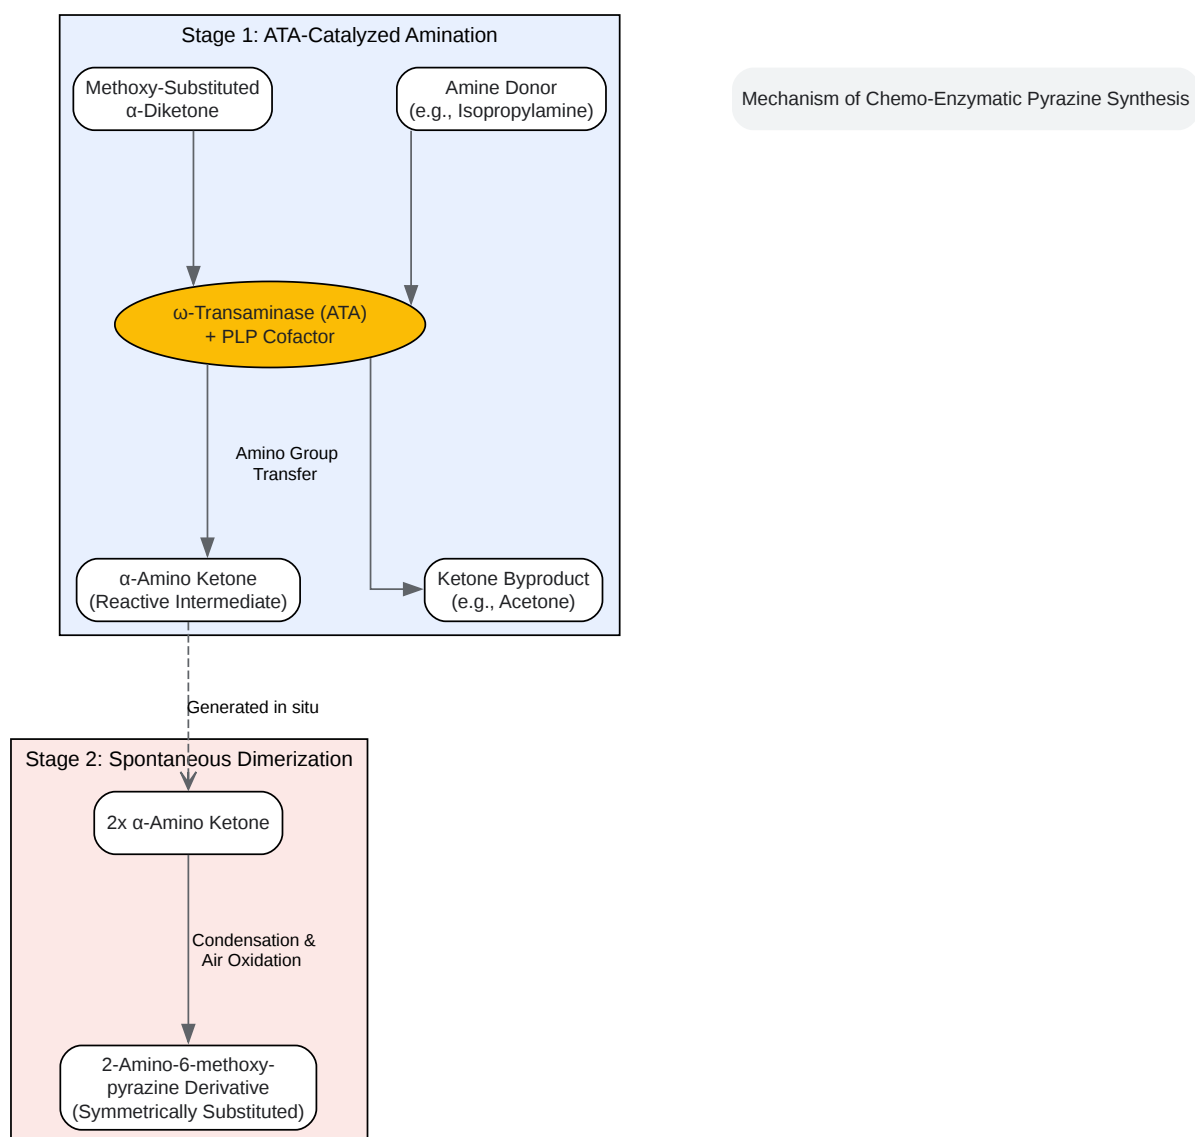 Stage 1: ATA-Catalyzed Amination
Methoxy-Substituted
α-Diketone
Amine Donor
(e.g., Isopropylamine)
Mechanism of Chemo-Enzymatic Pyrazine Synthesis
ω-Transaminase (ATA)
+ PLP Cofactor
Amino Group
Transfer
α-Amino Ketone
(Reactive Intermediate)
Ketone Byproduct
(e.g., Acetone)
Generated in situ
Stage 2: Spontaneous Dimerization
2x α-Amino Ketone
Condensation &
Air Oxidation
2-Amino-6-methoxy-
pyrazine Derivative
(Symmetrically Substituted)